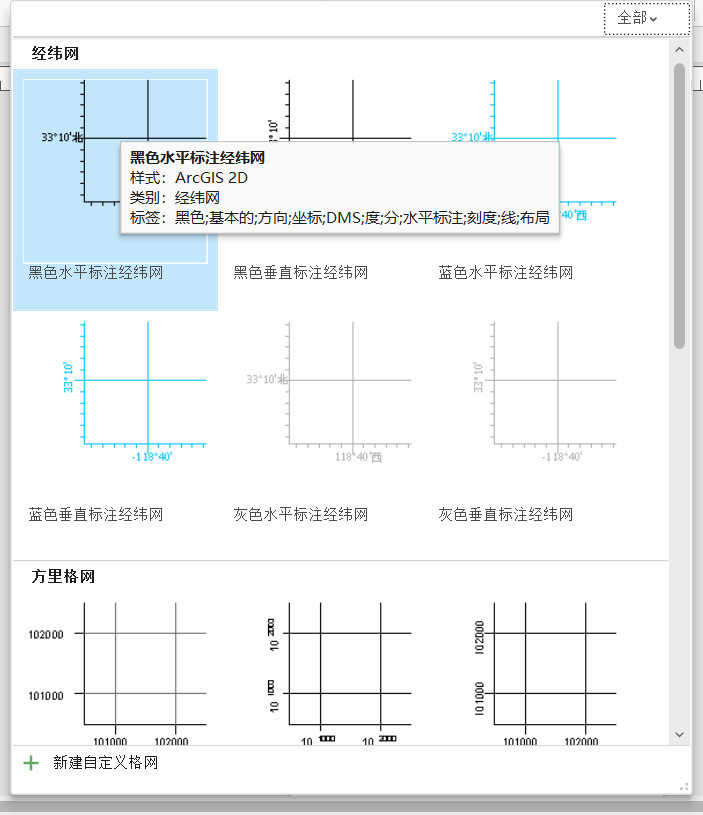 全部
经纬网
33°10'北
33°10'北
黑色水平标注经纬网
样式：ArcGIS 2D
类别：经纬网
标签：黑色;基本的;方向;坐标;DMS;度;分;水平标注;刻度;线;布局
40'西
黑色水平标注经纬网
黑色垂直标注经纬网
蓝色水平标注经纬网
33°10'
-118°40'
33°10'北
118°40'西
33°10'
-118°40'
蓝色垂直标注经纬网
灰色水平标注经纬网
灰色垂直标注经纬网
方里格网
102000
101000
101000 102000
10 2000
10 1000
10 1000 10 2000
102000
101000
101000 102000
新建自定义格网